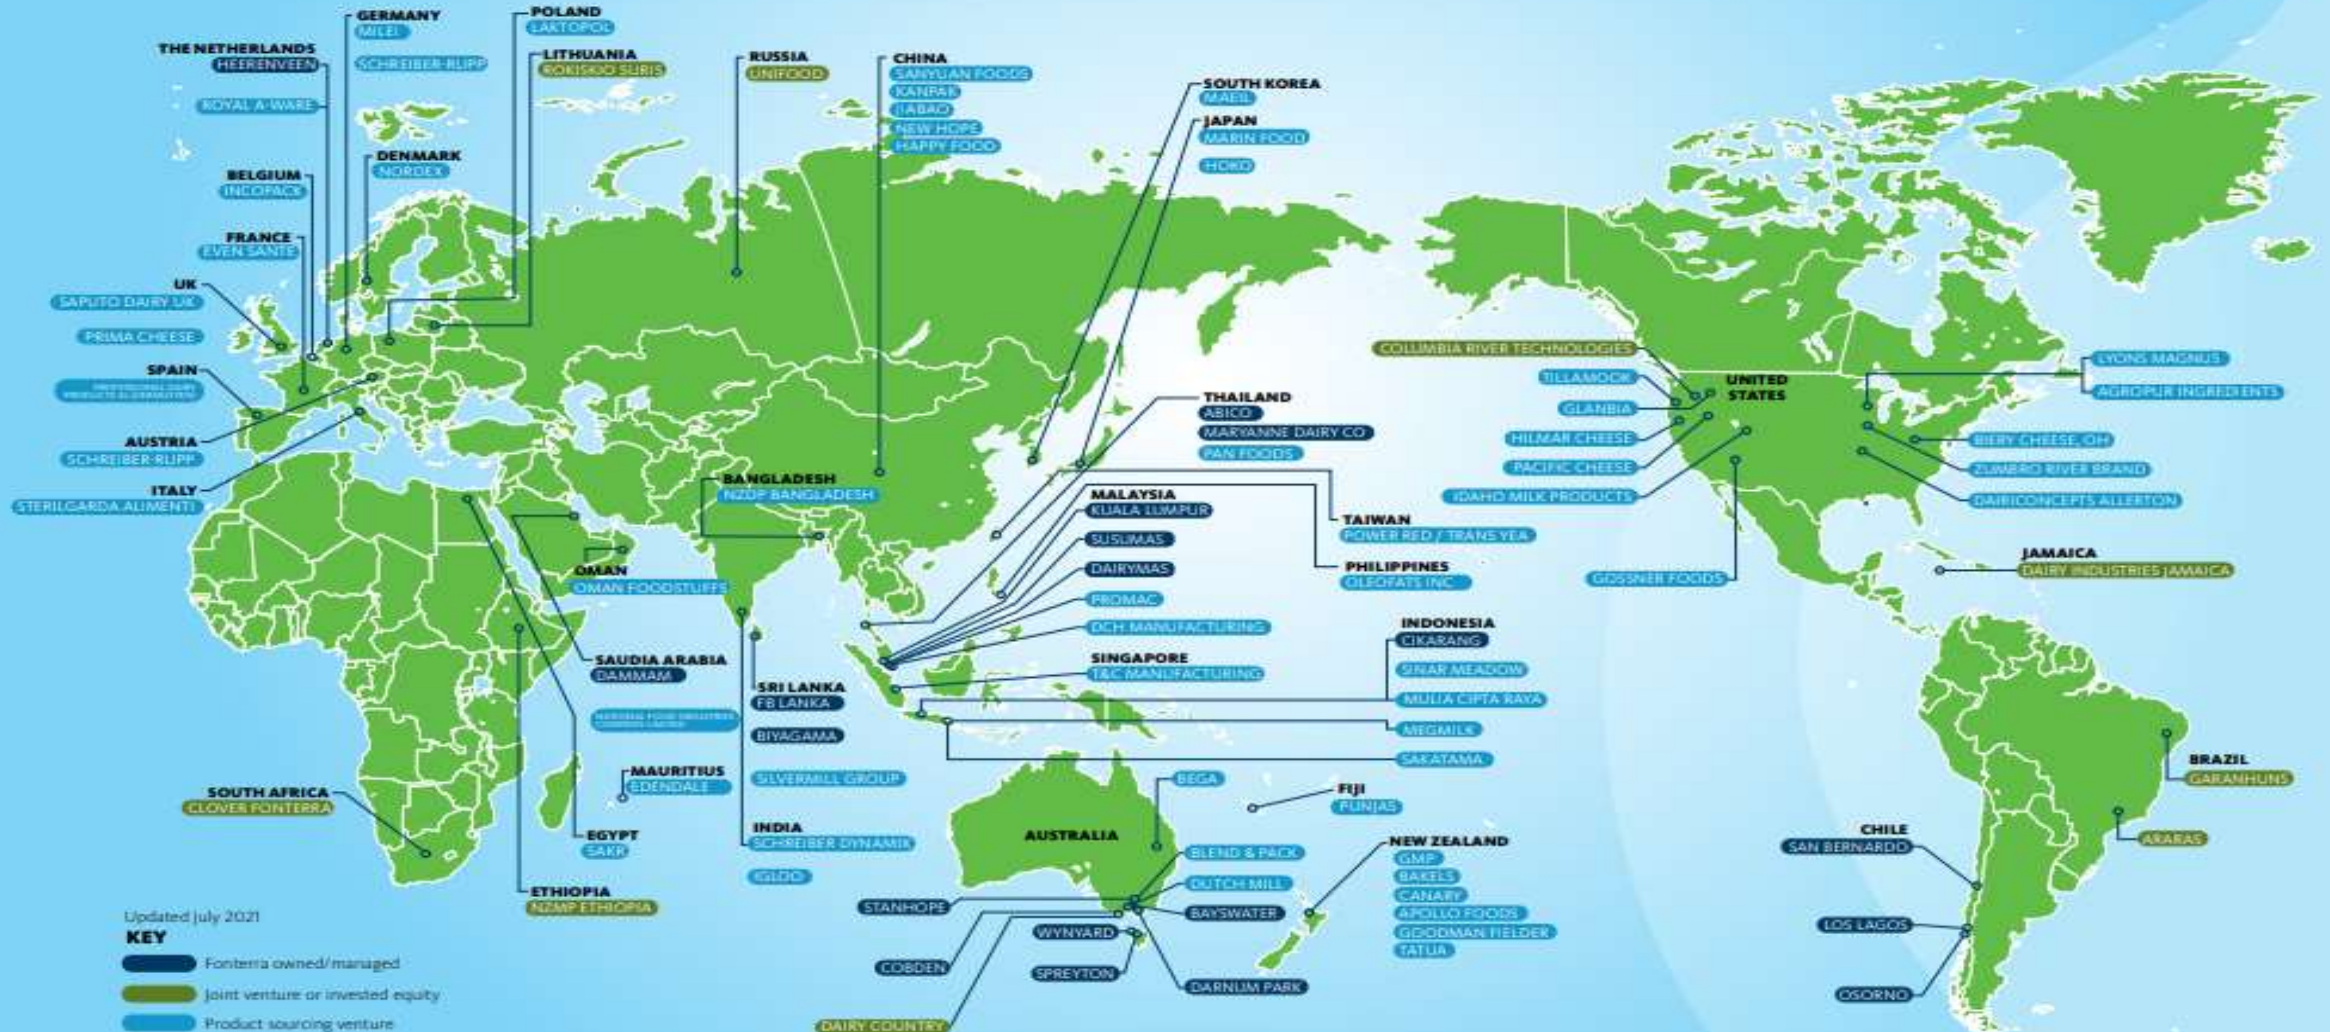 GERMANY
MILEI
SCHREIBER-RUPP
POLAND
LAKTOPOL
THE NETHERLANDS
HEERENVEEN
ROYAL A-WARE
LITHUANIA
ROKISKIO SURIS
RUSSIA
UNIFOOD
CHINA
SANYUAN FOODS
KANPAK
JIABAO
NEW HOPE
HAPPY FOOD
SOUTH KOREA
MAEIL
JAPAN
MARIN FOOD
HOKO
DENMARK
NORDEX
BELGIUM
INCOPACK
FRANCE
EVEN SANTE
UK
SAPUTO DAIRY UK
PRIMA CHEESE
SPAIN
AUSTRIA
SCHREIBER-RUPP
ITALY
STERILGARDA ALIMENTI
COLUMBIA RIVER TECHNOLOGIES
TILLAMOOK
GLANBIA
HILMAR CHEESE
PACIFIC CHEESE
IDAHO MILK PRODUCTS
GOSSNER FOODS
UNITED
STATES
LYONS MAGNUS
AGROPUR INGREDIENTS
BIERY CHEESE, OH
ZUMBRO RIVER BRAND
DAIRICONCEPTS ALLERTON
THAILAND
ABICO
MARYANNE DAIRY CO
PAN FOODS
BANGLADESH
NZDP BANGLADESH
MALAYSIA
KUALA LUMPUR
SUSUMAS
DAIRYMAS
PROMAC
DCH MANUFACTURING
SINGAPORE
T&C MANUFACTURING
TAIWAN
POWER RED / TRANS YEA
PHILIPPINES
OLEOFATS INC
JAMAICA
DAIRY INDUSTRIES JAMAICA
OMAN
OMAN FOODSTUFFS
INDONESIA
CIKARANG
SINAR MEADOW
MULIA CIPTA RAYA
MEGMILK
SAKATAMA
SAUDIA ARABIA
DAMMAM
NATIONAL FOOD INDUSTRIES
COMPANY LIMITED
SRI LANKA
FB LANKA
BIYAGAMA
SILVERMILL GROUP
MAURITIUS
EDENDALE
SOUTH AFRICA
CLOVER FONTERRA
EGYPT
SAKR
ETHIOPIA
NZMP ETHIOPIA
INDIA
SCHREIBER DYNAMIX
IGLOO
AUSTRALIA
BEGA
BLEND & PACK
DUTCH MILL
BAYSWATER
STANHOPE
WYNYARD
COBDEN
SPREYTON
DARNUM PARK
DAIRY COUNTRY
FIJI
PUNJAS
NEW ZEALAND
GMP
BAKELS
CANARY
APOLLO FOODS
GOODMAN FIELDER
TATUA
BRAZIL
GARANHUNS
ARARAS
CHILE
SAN BERNARDO
LOS LAGOS
OSORNO
Updated July 2021
KEY
Fonterra owned/managed
Joint venture or invested equity
Product sourcing venture